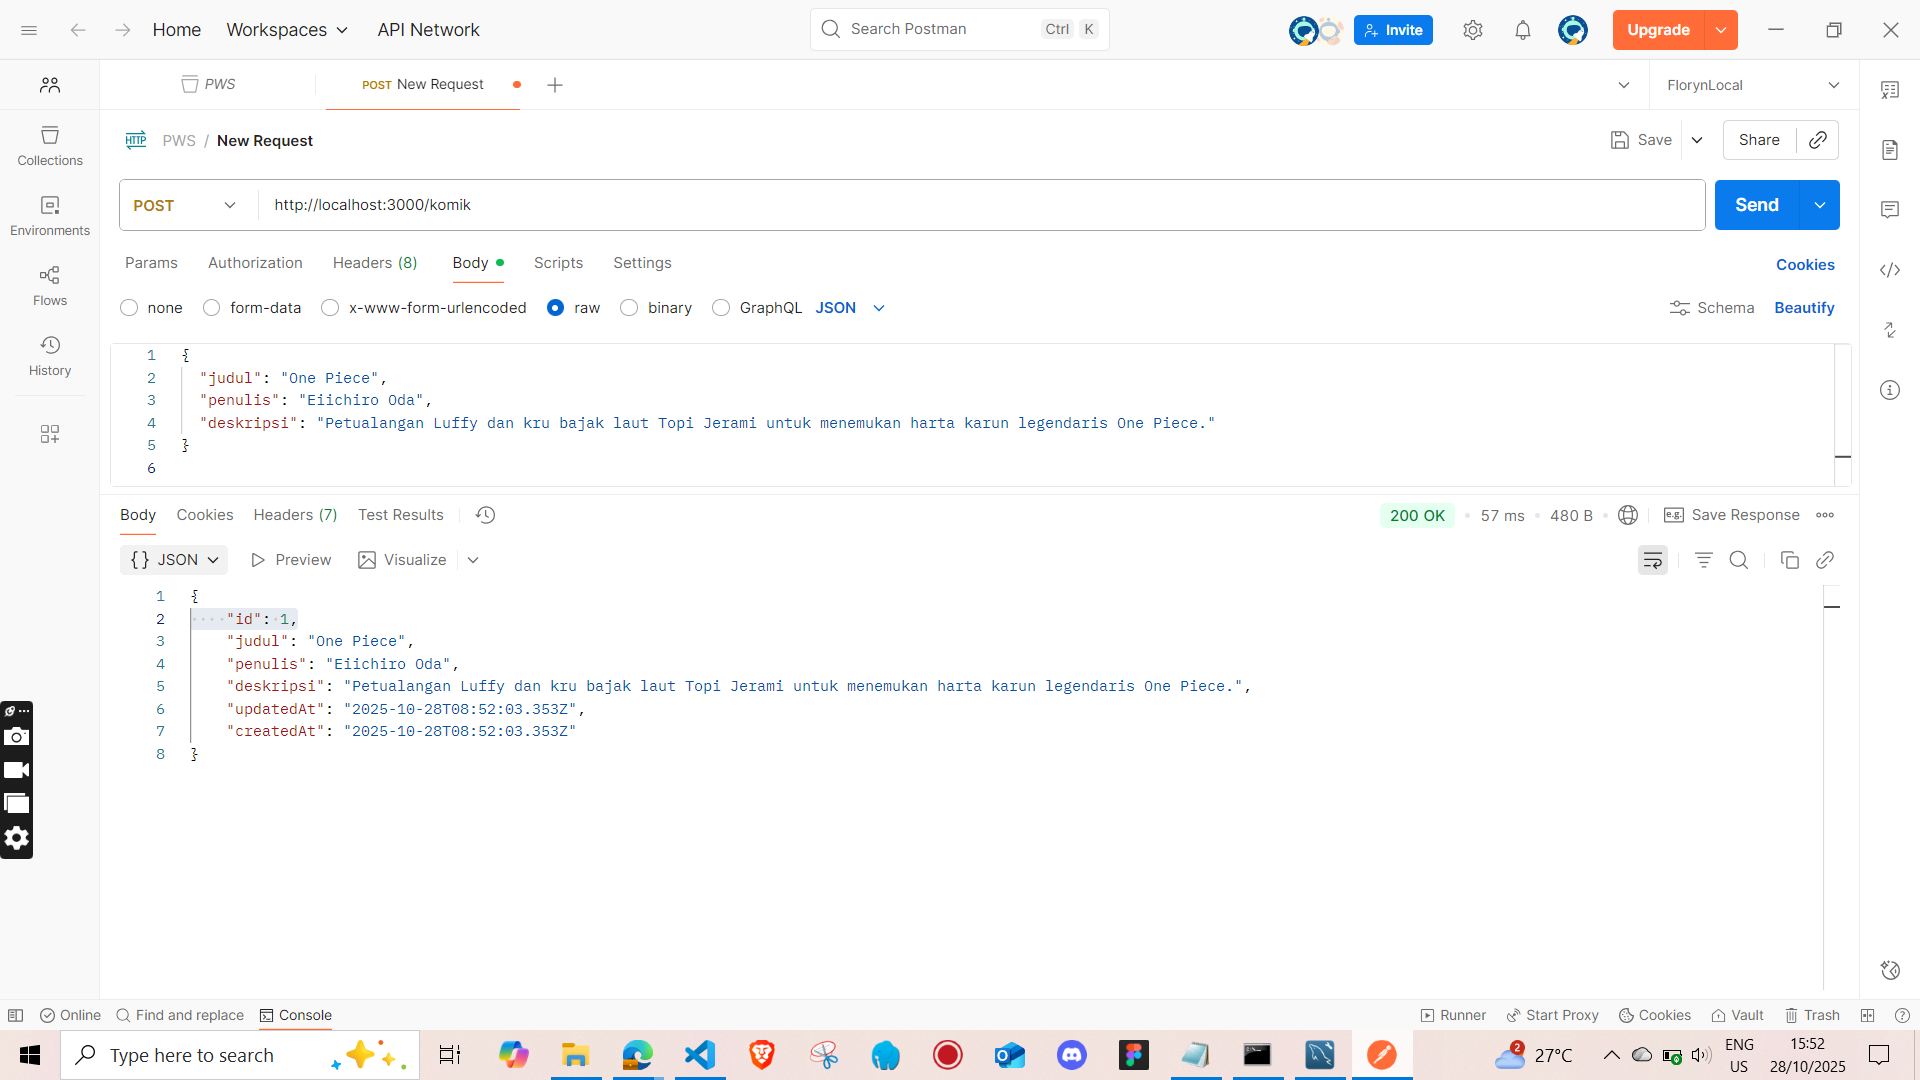 Home Workspaces API Network Search Postman Ctrl K Invite Upgrade
PWS POST New Request FlorynLocal
HTTP PWS / New Request Save Share
POST http://localhost:3000/komik Send
Params Authorization Headers (8) Body Scripts Settings Cookies
none form-data x-www-form-urlencoded raw binary GraphQL JSON Schema Beautify
1 {
2 "judul": "One Piece",
3 "penulis": "Eiichiro Oda",
4 "deskripsi": "Petualangan Luffy dan kru bajak laut Topi Jerami untuk menemukan harta karun legendaris One Piece."
5 }
6
Body Cookies Headers (7) Test Results 200 OK 57 ms 480 B e.g. Save Response
{} JSON Preview Visualize
1 {
2 "id": 1,
3 "judul": "One Piece",
4 "penulis": "Eiichiro Oda",
5 "deskripsi": "Petualangan Luffy dan kru bajak laut Topi Jerami untuk menemukan harta karun legendaris One Piece.",
6 "updatedAt": "2025-10-28T08:52:03.353Z",
7 "createdAt": "2025-10-28T08:52:03.353Z"
8 }
Collections
Environments
Flows
History
Online Find and replace Console Runner Start Proxy Cookies Vault Trash
Type here to search 2 27°C ENG 15:52
US 28/10/2025